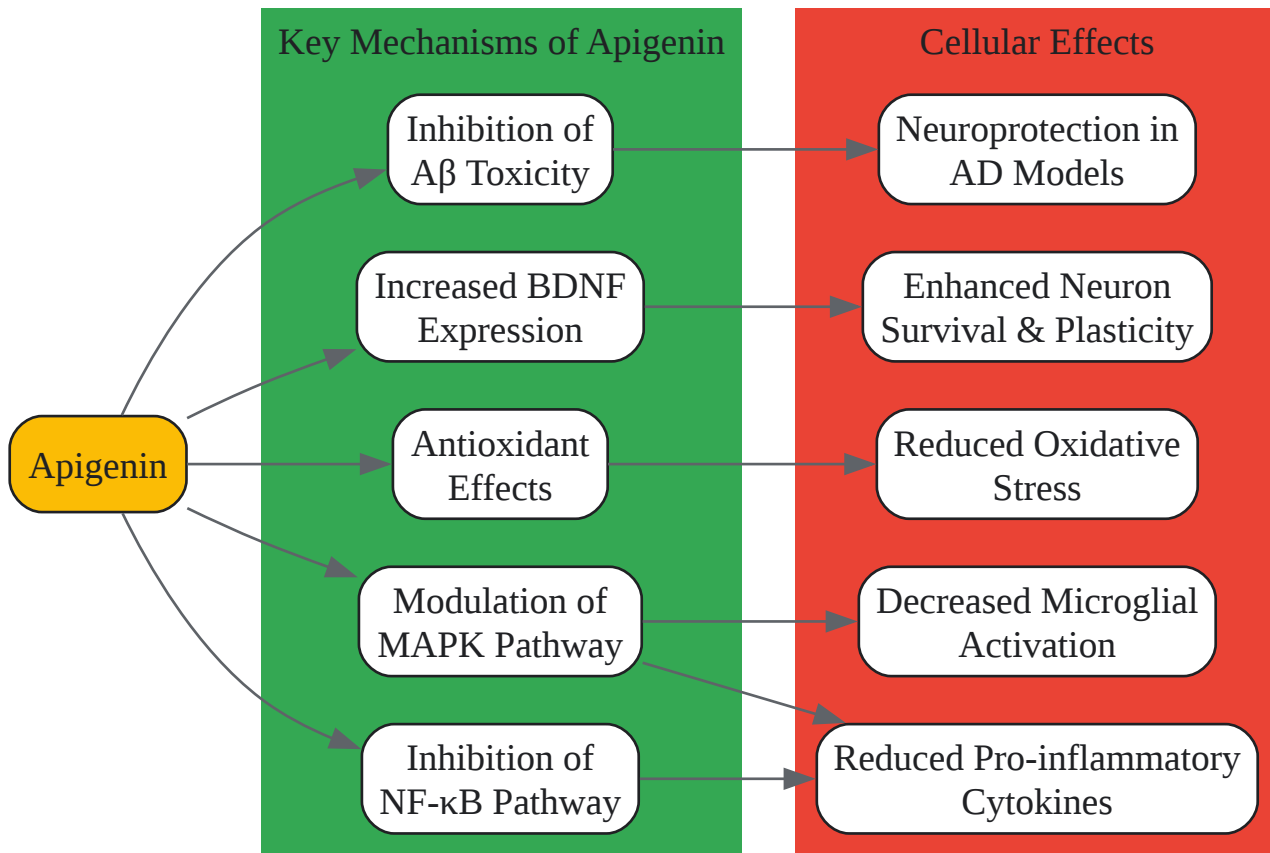 Key Mechanisms of Apigenin
Cellular Effects
Apigenin
Inhibition of
Aβ Toxicity
Neuroprotection in
AD Models
Increased BDNF
Expression
Enhanced Neuron
Survival & Plasticity
Antioxidant
Effects
Reduced Oxidative
Stress
Modulation of
MAPK Pathway
Decreased Microglial
Activation
Inhibition of
NF-κB Pathway
Reduced Pro-inflammatory
Cytokines